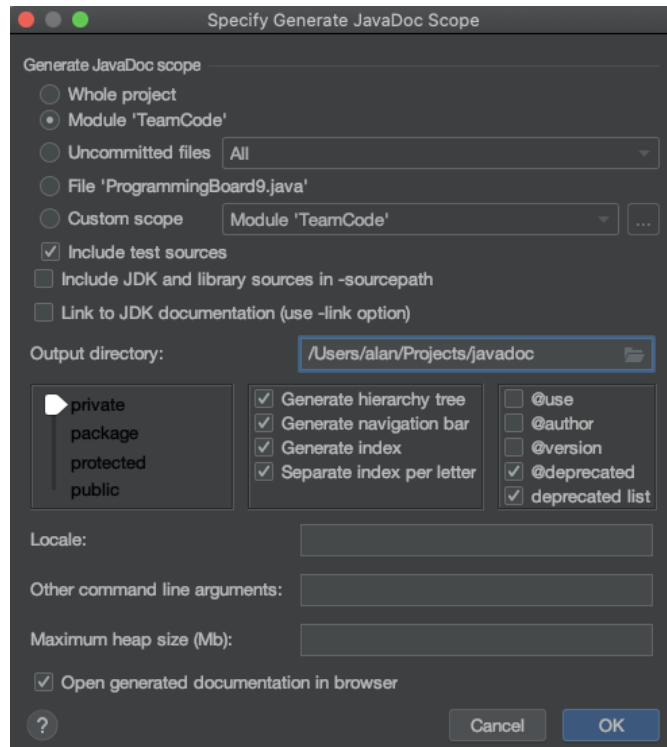 Specify Generate JavaDoc Scope
Generate JavaDoc scope
Whole project
Module 'TeamCode'
Uncommitted files All
File 'ProgrammingBoard9.java'
Custom scope Module 'TeamCode' ...
Include test sources
Include JDK and library sources in -sourcepath
Link to JDK documentation (use -link option)
Output directory: /Users/alan/Projects/javadoc
private
package
protected
public
Generate hierarchy tree
Generate navigation bar
Generate index
Separate index per letter
@use
@author
@version
@deprecated
deprecated list
Locale:
Other command line arguments:
Maximum heap size (Mb):
Open generated documentation in browser
? Cancel OK